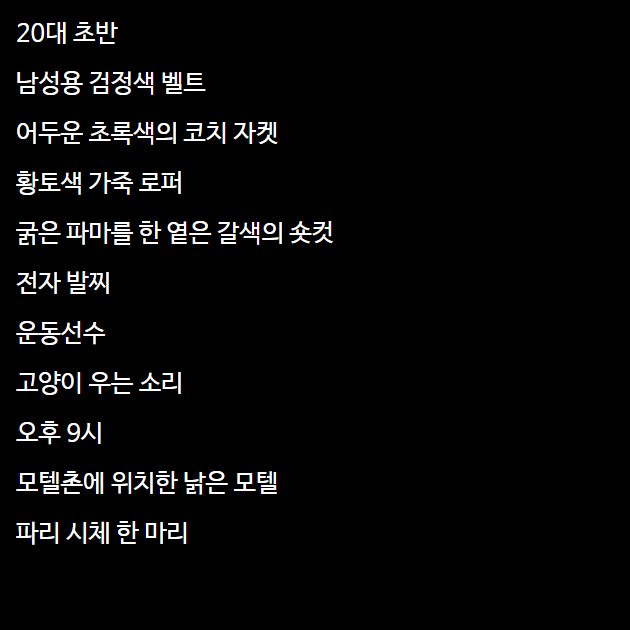 20대 초반
남성용 검정색 벨트
어두운 초록색의 코치 자켓
황토색 가죽 로퍼
굵은 파마를 한 옅은 갈색의 숏컷
전자 발찌
운동선수
고양이 우는 소리
오후 9시
모텔촌에 위치한 낡은 모텔
파리 시체 한 마리